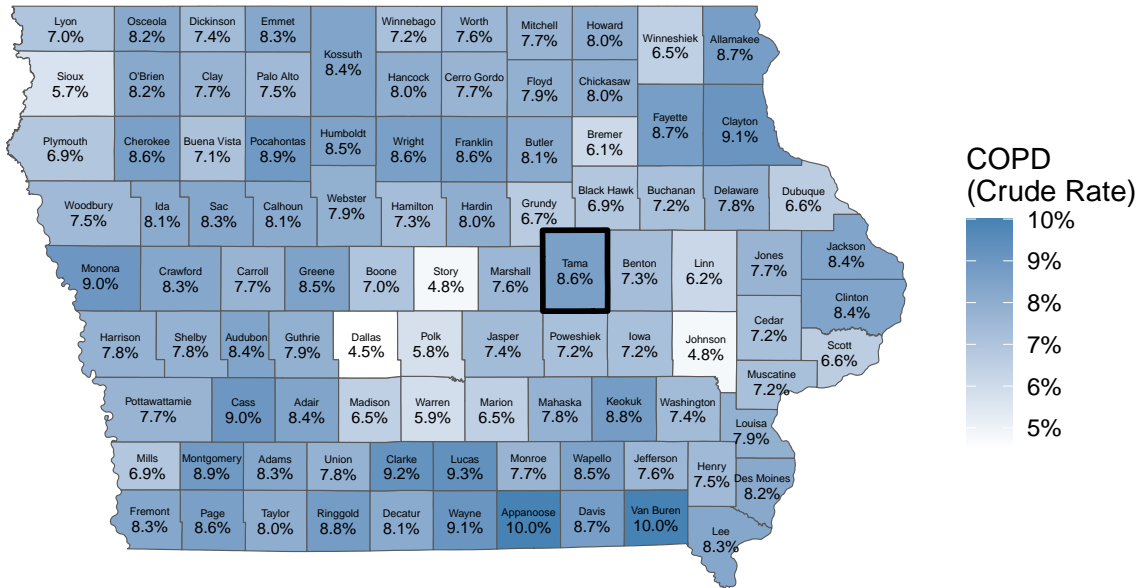 Lyon
7.0%
Osceola
8.2%
Dickinson
7.4%
Emmet
8.3%
Kossuth
8.4%
Winnebago
7.2%
Worth
7.6%
Mitchell
7.7%
Howard
8.0%
Winneshiek
6.5%
Allamakee
8.7%
Sioux
5.7%
O'Brien
8.2%
Clay
7.7%
Palo Alto
7.5%
Hancock
8.0%
Cerro Gordo
7.7%
Floyd
7.9%
Chickasaw
8.0%
Fayette
8.7%
Clayton
9.1%
Plymouth
6.9%
Cherokee
8.6%
Buena Vista
7.1%
Pocahontas
8.9%
Humboldt
8.5%
Wright
8.6%
Franklin
8.6%
Butler
8.1%
Bremer
6.1%
Woodbury
7.5%
Ida
8.1%
Sac
8.3%
Calhoun
8.1%
Webster
7.9%
Hamilton
7.3%
Hardin
8.0%
Grundy
6.7%
Black Hawk
6.9%
Buchanan
7.2%
Delaware
7.8%
Dubuque
6.6%
Monona
9.0%
Crawford
8.3%
Carroll
7.7%
Greene
8.5%
Boone
7.0%
Story
4.8%
Marshall
7.6%
Tama
8.6%
Benton
7.3%
Linn
6.2%
Jones
7.7%
Jackson
8.4%
Clinton
8.4%
Harrison
7.8%
Shelby
7.8%
Audubon
8.4%
Guthrie
7.9%
Dallas
4.5%
Polk
5.8%
Jasper
7.4%
Poweshiek
7.2%
Iowa
7.2%
Johnson
4.8%
Cedar
7.2%
Scott
6.6%
Muscatine
7.2%
Pottawattamie
7.7%
Cass
9.0%
Adair
8.4%
Madison
6.5%
Warren
5.9%
Marion
6.5%
Mahaska
7.8%
Keokuk
8.8%
Washington
7.4%
Louisa
7.9%
Mills
6.9%
Montgomery
8.9%
Adams
8.3%
Union
7.8%
Clarke
9.2%
Lucas
9.3%
Monroe
7.7%
Wapello
8.5%
Jefferson
7.6%
Henry
7.5%
Des Moines
8.2%
Fremont
8.3%
Page
8.6%
Taylor
8.0%
Ringgold
8.8%
Decatur
8.1%
Wayne
9.1%
Appanoose
10.0%
Davis
8.7%
Van Buren
10.0%
Lee
8.3%
COPD
(Crude Rate)
10%
9%
8%
7%
6%
5%